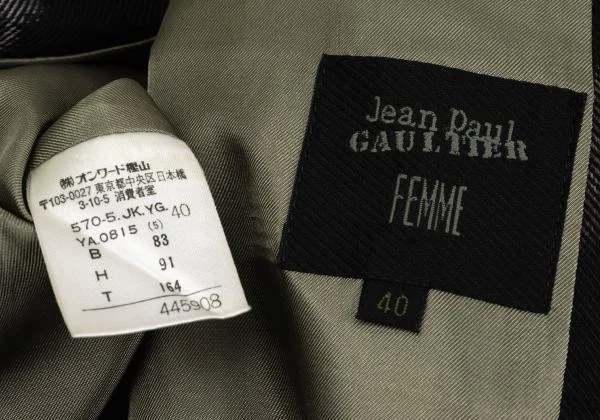 ㈱オンワード樫山
〒103-0027 東京都中央区日本橋
3-10-5 消費者室
570-5.JK.YG. 40
YA.0815 (5)
B 83
H 91
T 164
445908
Jean Paul
GAULTIER
FEMME
40